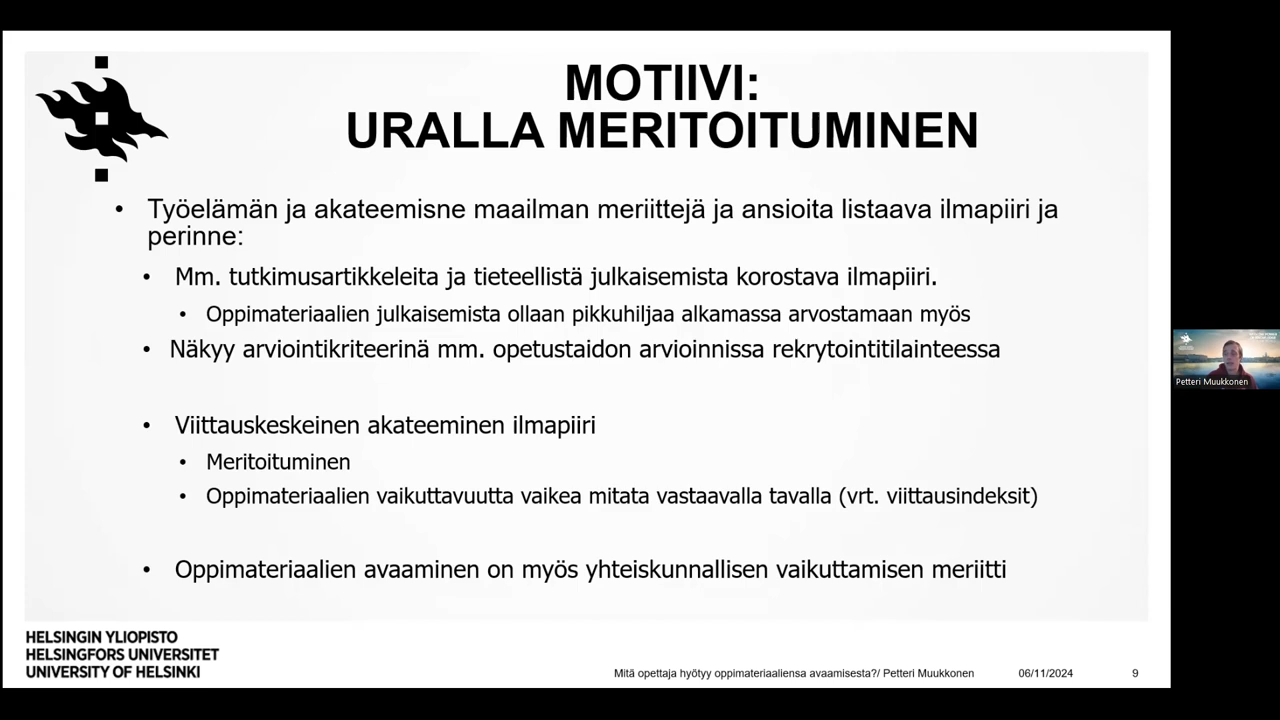 MOTIIVI:
URALLA MERITOITUMINEN
• Työelämän ja akateemisne maailman meriittejä ja ansioita listaava ilmapiiri ja
perinne:
• Mm. tutkimusartikkeleita ja tieteellistä julkaisemista korostava ilmapiiri.
• Oppimateriaalien julkaisemista ollaan pikkuhiljaa alkamassa arvostamaan myös
• Näkyy arviointikriteerinä mm. opetustaidon arvioinnissa rekrytointitilainteessa
• Viittauskeskeinen akateeminen ilmapiiri
• Meritoituminen
• Oppimateriaalien vaikuttavuutta vaikea mitata vastaavalla tavalla (vrt. viittausindeksit)
• Oppimateriaalien avaaminen on myös yhteiskunnallisen vaikuttamisen meriitti
HELSINGIN YLIOPISTO
HELSINGFORS UNIVERSITET
UNIVERSITY OF HELSINKI
Mitä opettaja hyötyy oppimateriaaliensa avaamisesta?/ Petteri Muukkonen
06/11/2024
9
Petteri Muukkonen